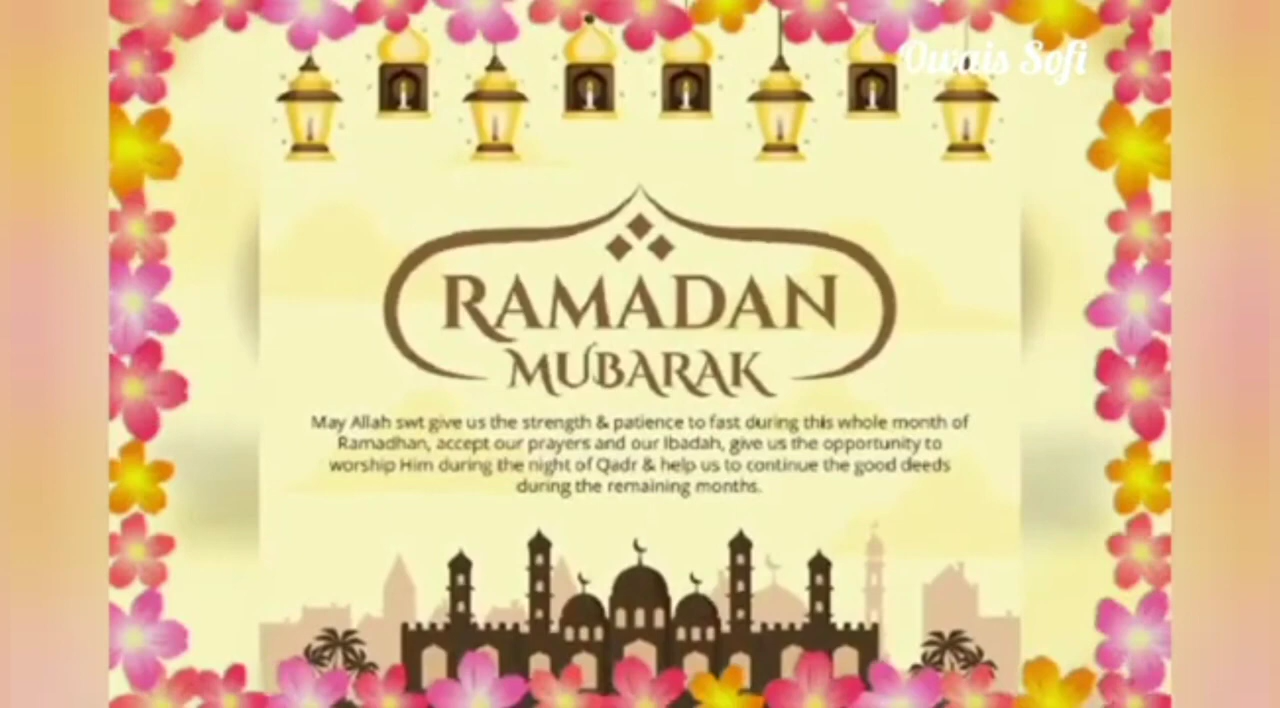 Owais Sofi
RAMADAN
MUBARAK
May Allah swt give us the strength & patience to fast during this whole month of
Ramadhan, accept our prayers and our Ibadah, give us the opportunity to
worship Him during the night of Qadr & help us to continue the good deeds
during the remaining months.